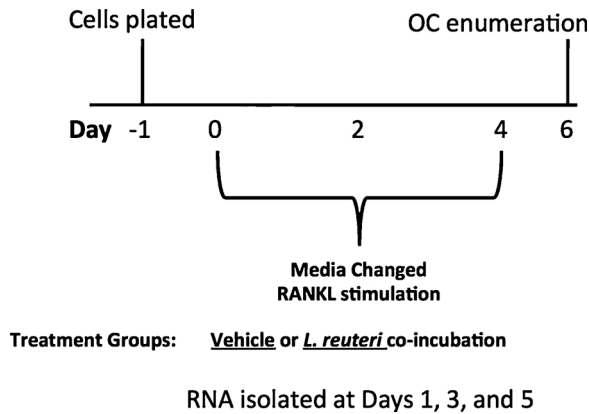 Cells plated OC enumeration
Day -1 0 2 4 6
Media Changed
RANKL stimulation
Treatment Groups: Vehicle or L. reuteri co-incubation
RNA isolated at Days 1, 3, and 5